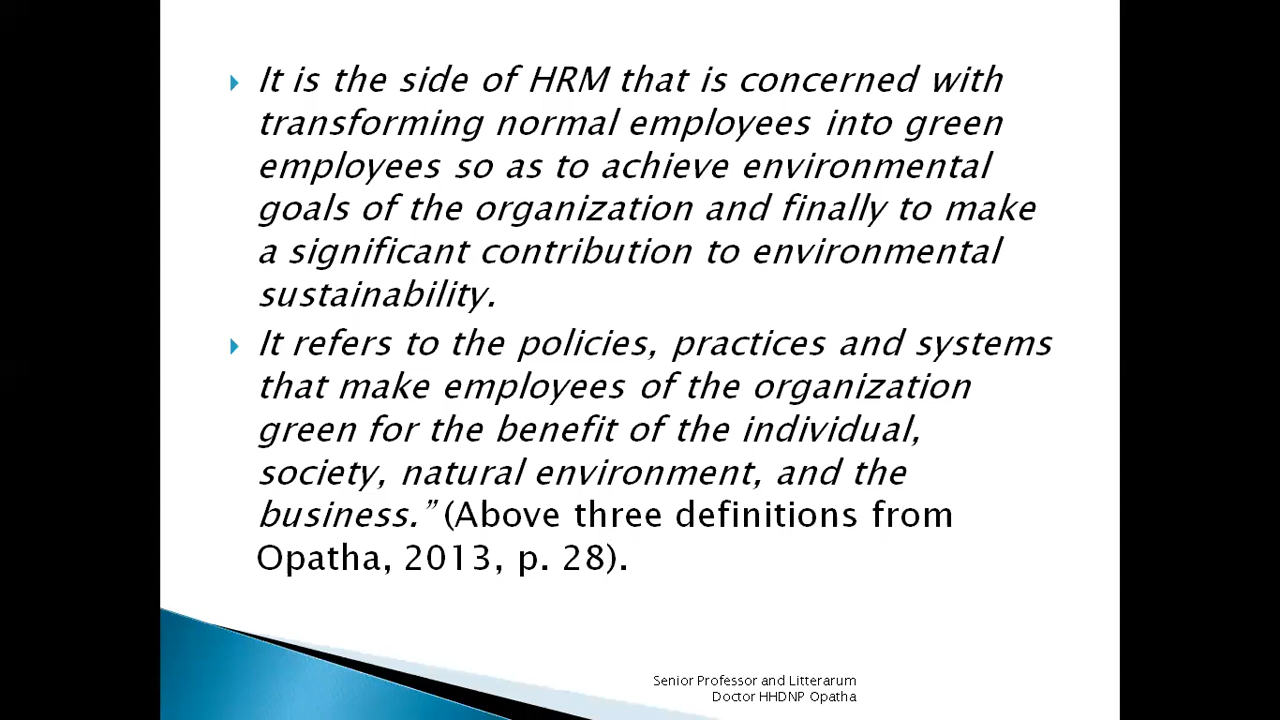 It is the side of HRM that is concerned with
transforming normal employees into green
employees so as to achieve environmental
goals of the organization and finally to make
a significant contribution to environmental
sustainability.
It refers to the policies, practices and systems
that make employees of the organization
green for the benefit of the individual,
society, natural environment, and the
business.” (Above three definitions from
Opatha, 2013, p. 28).
Senior Professor and Litterarum
Doctor HHDNP Opatha